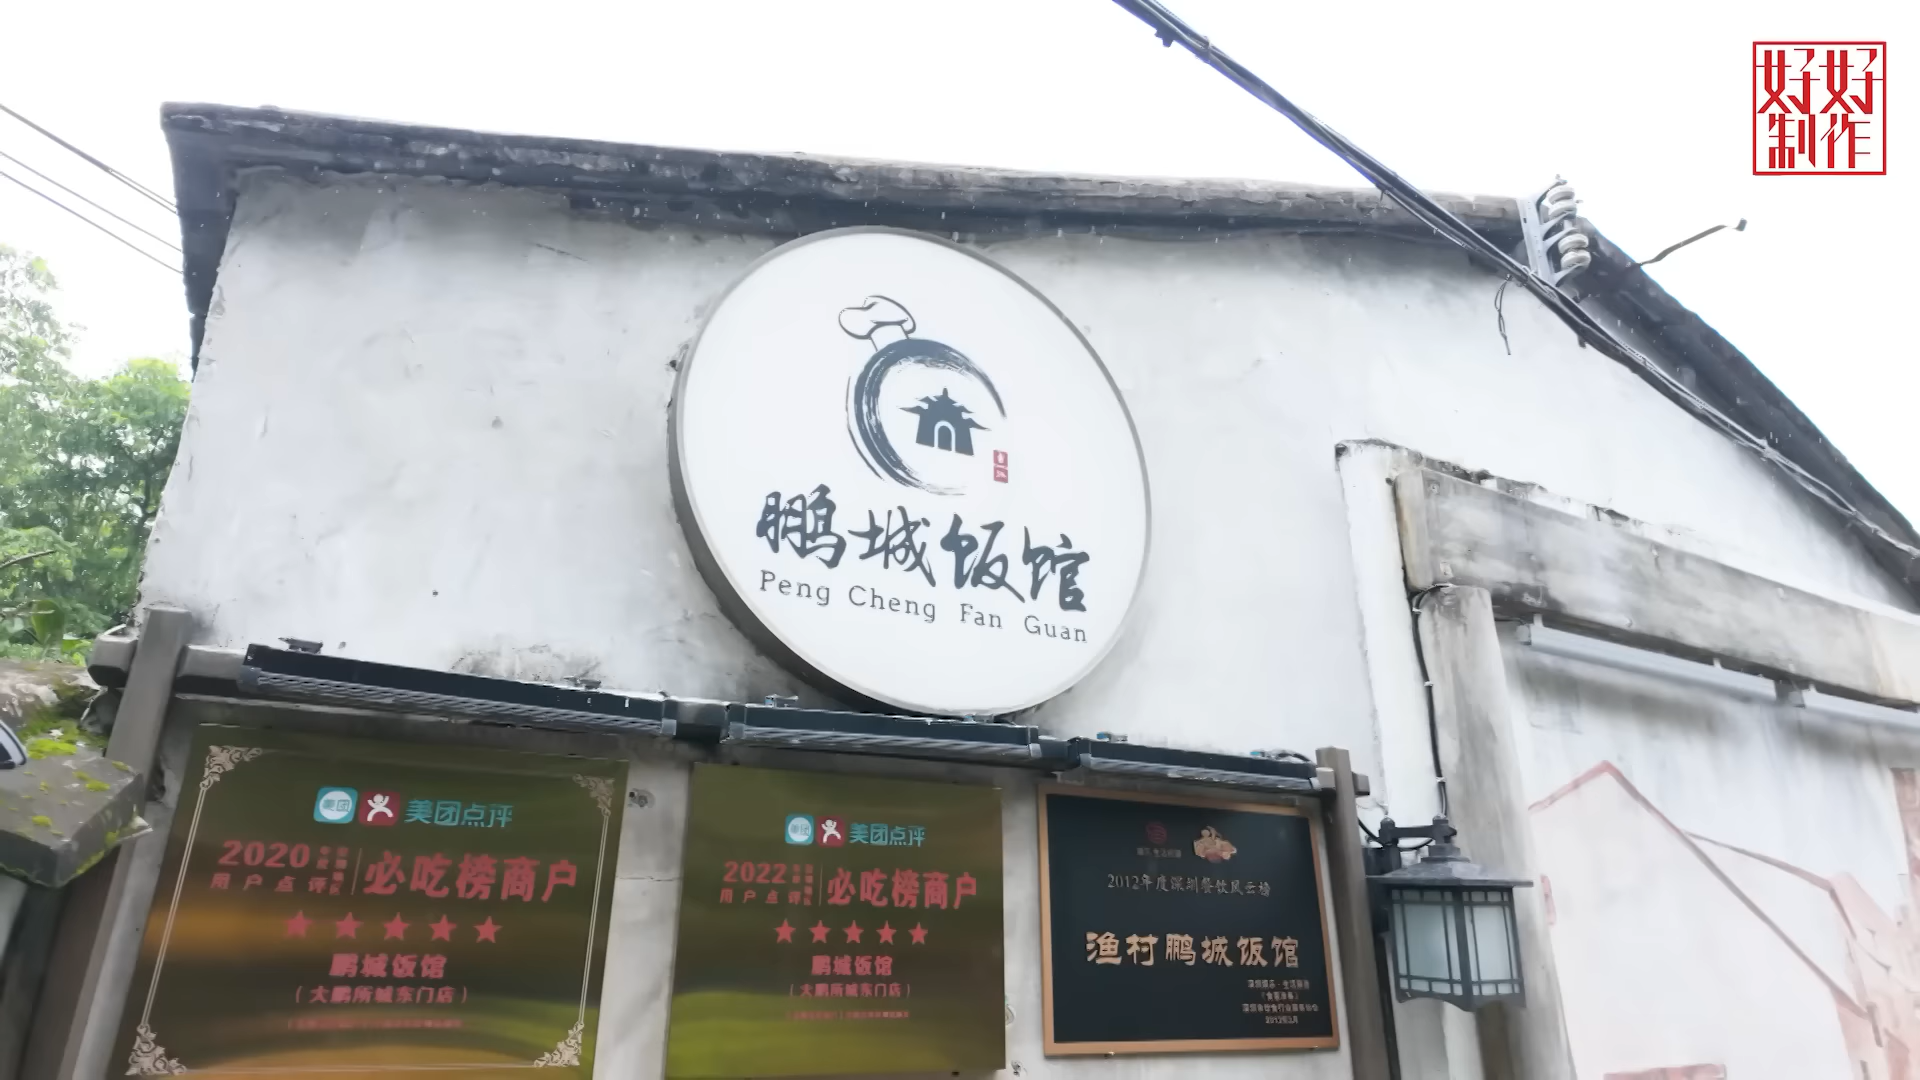 好好
制作
鹏城饭馆
Peng Cheng Fan Guan
美团
美团点评
2020
用户点评
必吃榜商户
鹏城饭馆
(大鹏所城东门店)
美团
美团点评
2022
用户点评
必吃榜商户
鹏城饭馆
(大鹏所城东门店)
2012年度深圳餐饮风云榜
渔村鹏城饭馆